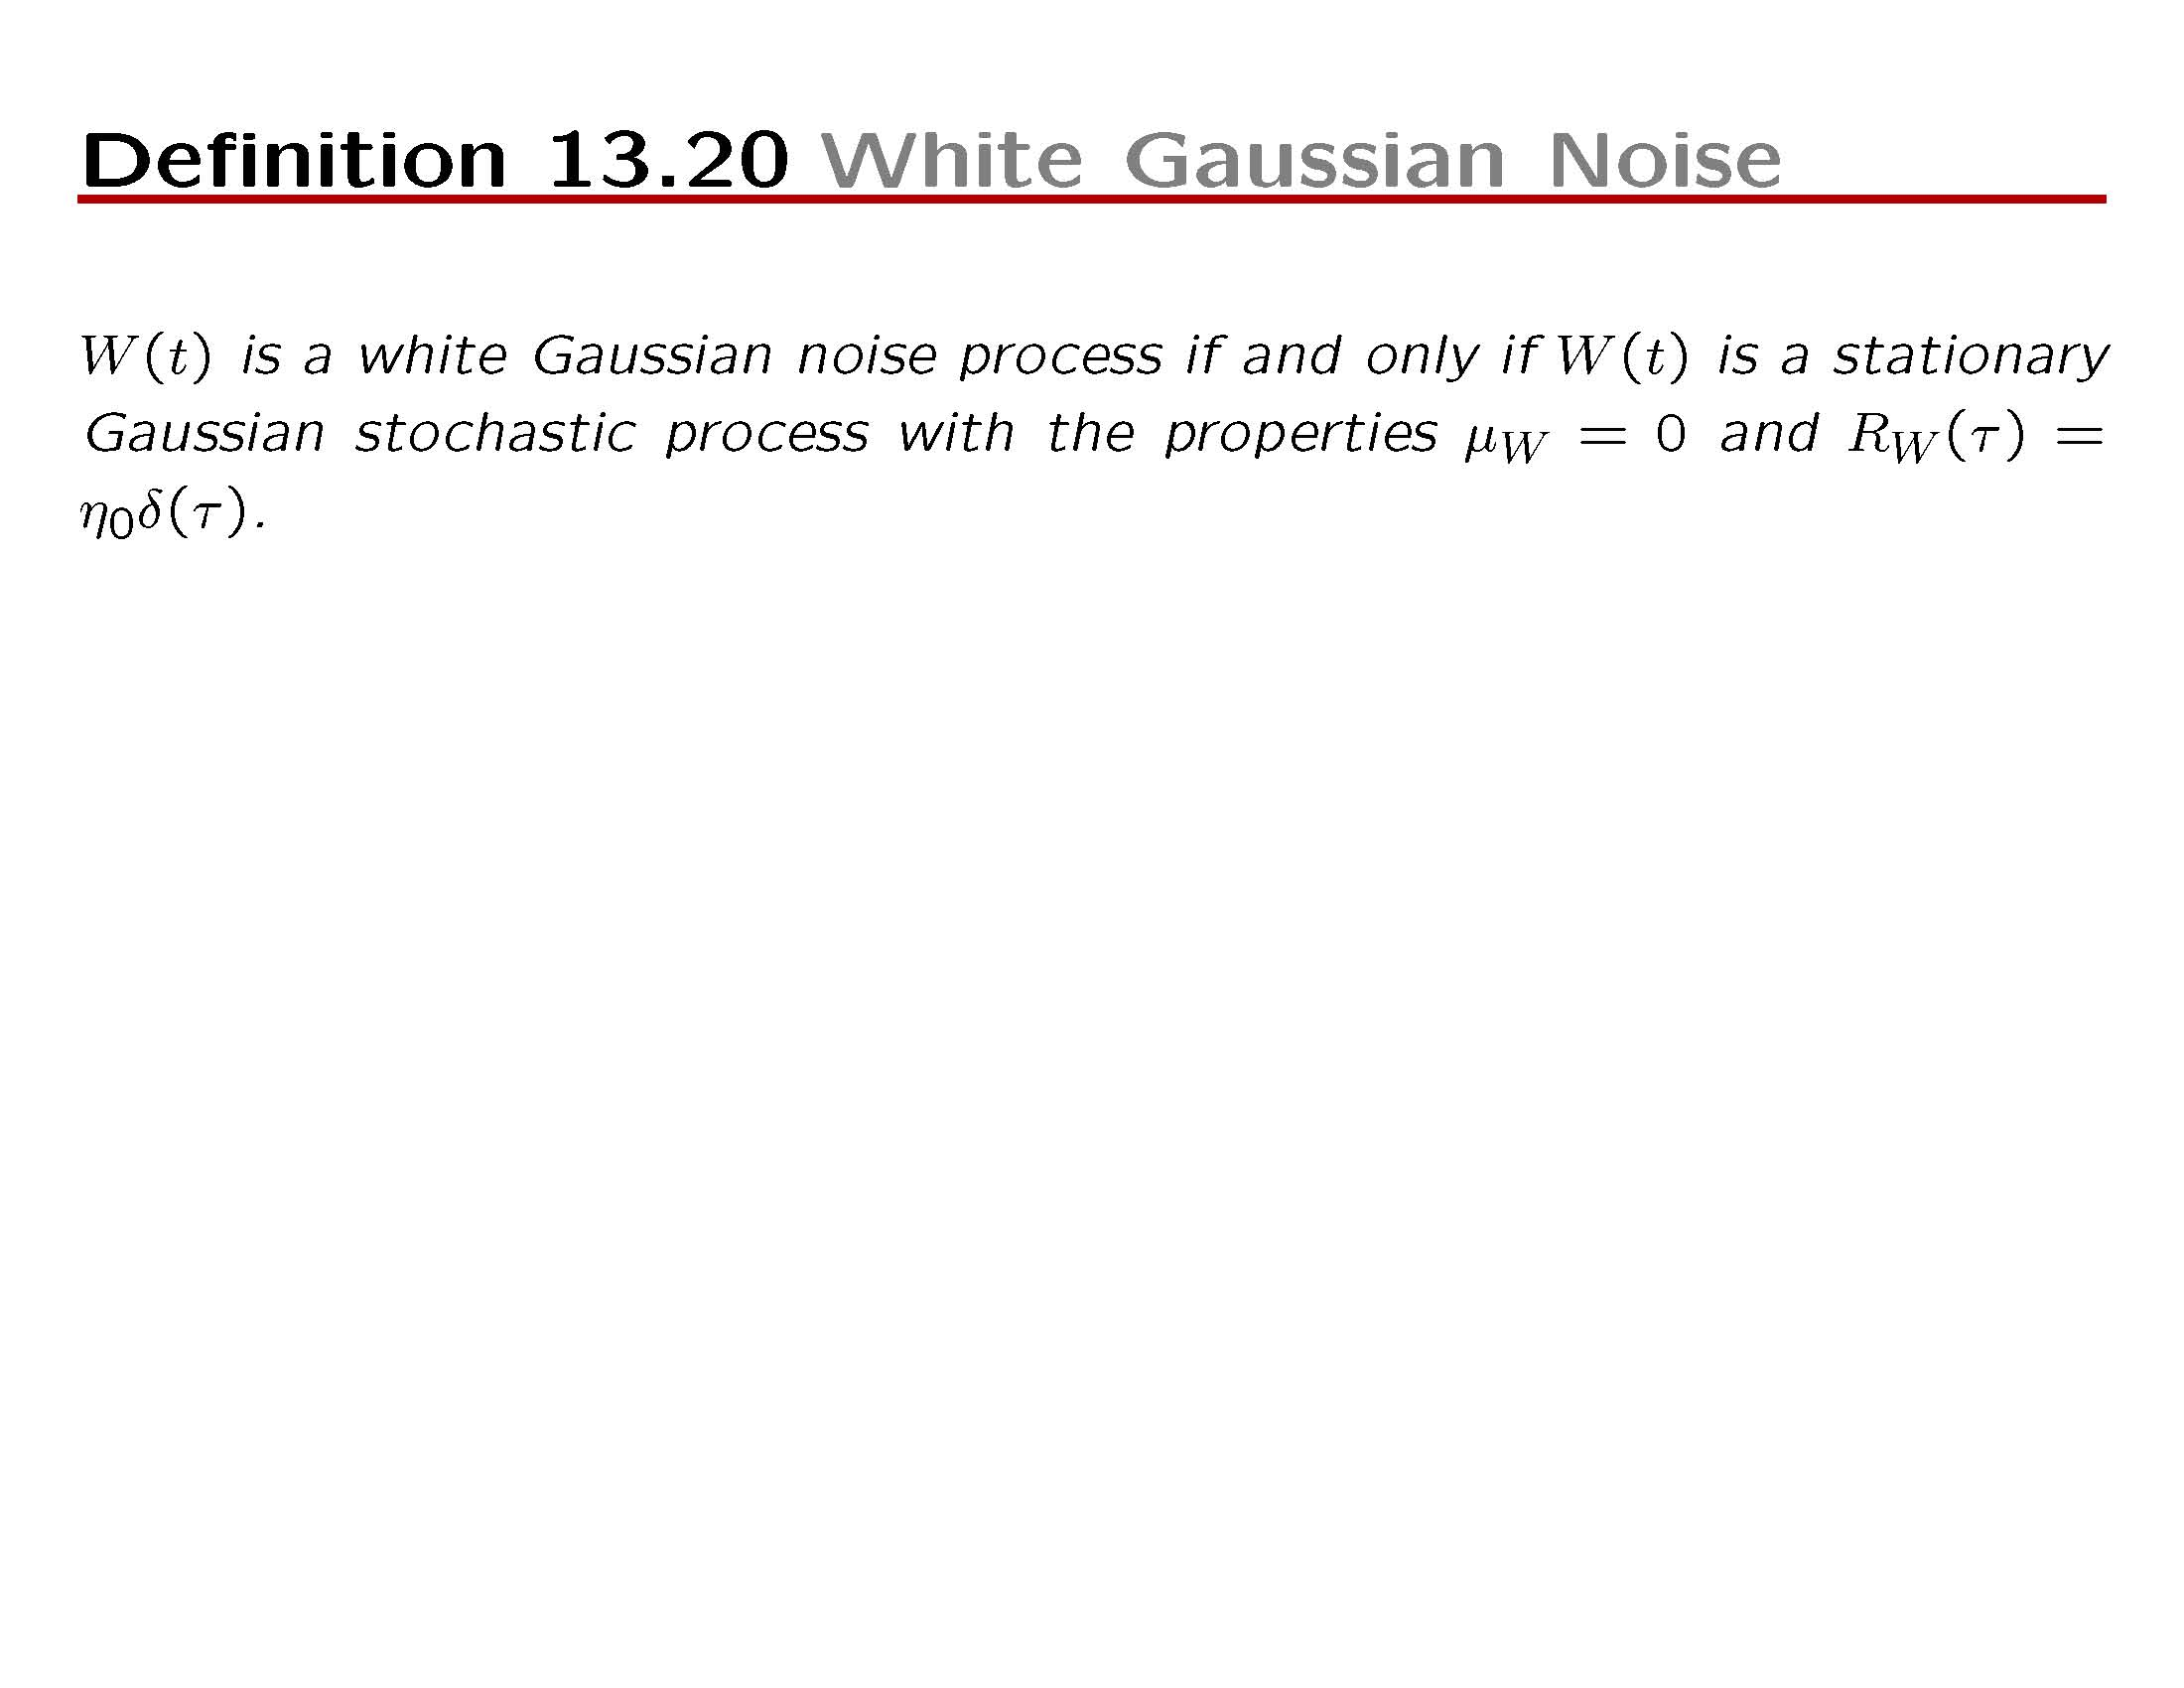 Definition 13.20 White Gaussian Noise
W(t) is a white Gaussian noise process if and only if W(t) is a stationary
Gaussian stochastic process with the properties μ_W = 0 and R_W(τ) =
η₀δ(τ).